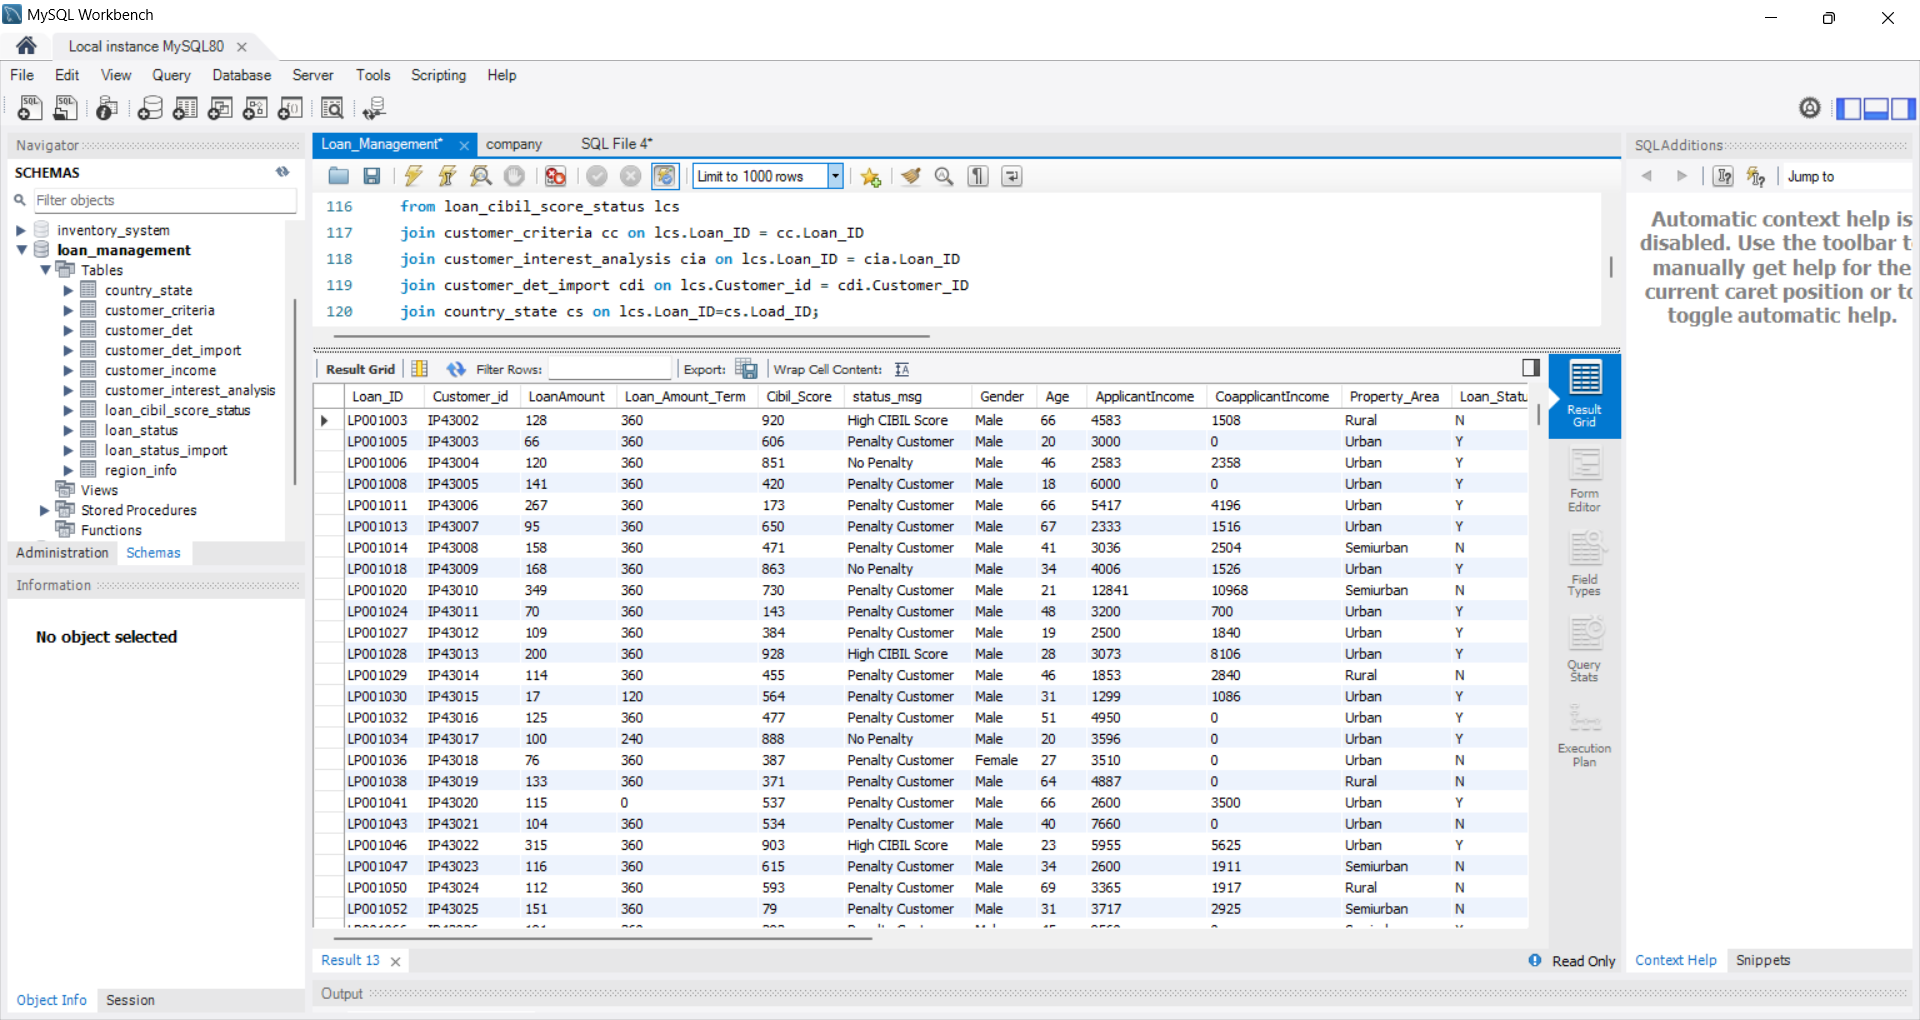 MySQL Workbench
Local instance MySQL80
File Edit View Query Database Server Tools Scripting Help
Navigator
SCHEMAS
Filter objects
inventory_system
loan_management
Tables
country_state
customer_criteria
customer_det
customer_det_import
customer_income
customer_interest_analysis
loan_cibil_score_status
loan_status
loan_status_import
region_info
Views
Stored Procedures
Functions
Administration Schemas
Information
No object selected
Object Info Session
Loan_Management* company SQL File 4*
Limit to 1000 rows
116 from loan_cibil_score_status lcs
117 join customer_criteria cc on lcs.Loan_ID = cc.Loan_ID
118 join customer_interest_analysis cia on lcs.Loan_ID = cia.Loan_ID
119 join customer_det_import cdi on lcs.Customer_id = cdi.Customer_ID
120 join country_state cs on lcs.Loan_ID=cs.Load_ID;
Result Grid Filter Rows: Export: Wrap Cell Content:
Loan_ID Customer_id LoanAmount Loan_Amount_Term Cibil_Score status_msg Gender Age ApplicantIncome CoapplicantIncome Property_Area Loan_Statu
LP001003 IP43002 128 360 920 High CIBIL Score Male 66 4583 1508 Rural N
LP001005 IP43003 66 360 606 Penalty Customer Male 20 3000 0 Urban Y
LP001006 IP43004 120 360 851 No Penalty Male 46 2583 2358 Urban Y
LP001008 IP43005 141 360 420 Penalty Customer Male 18 6000 0 Urban Y
LP001011 IP43006 267 360 173 Penalty Customer Male 66 5417 4196 Urban Y
LP001013 IP43007 95 360 650 Penalty Customer Male 67 2333 1516 Urban Y
LP001014 IP43008 158 360 471 Penalty Customer Male 41 3036 2504 Semiurban N
LP001018 IP43009 168 360 863 No Penalty Male 34 4006 1526 Urban Y
LP001020 IP43010 349 360 730 Penalty Customer Male 21 12841 10968 Semiurban N
LP001024 IP43011 70 360 143 Penalty Customer Male 48 3200 700 Urban Y
LP001027 IP43012 109 360 384 Penalty Customer Male 19 2500 1840 Urban Y
LP001028 IP43013 200 360 928 High CIBIL Score Male 28 3073 8106 Urban Y
LP001029 IP43014 114 360 455 Penalty Customer Male 46 1853 2840 Rural N
LP001030 IP43015 17 120 564 Penalty Customer Male 31 1299 1086 Urban Y
LP001032 IP43016 125 360 477 Penalty Customer Male 51 4950 0 Urban Y
LP001034 IP43017 100 240 888 No Penalty Male 20 3596 0 Urban Y
LP001036 IP43018 76 360 387 Penalty Customer Female 27 3510 0 Urban N
LP001038 IP43019 133 360 371 Penalty Customer Male 64 4887 0 Rural N
LP001041 IP43020 115 0 537 Penalty Customer Male 66 2600 3500 Urban Y
LP001043 IP43021 104 360 534 Penalty Customer Male 40 7660 0 Urban N
LP001046 IP43022 315 360 903 High CIBIL Score Male 23 5955 5625 Urban Y
LP001047 IP43023 116 360 615 Penalty Customer Male 34 2600 1911 Semiurban N
LP001050 IP43024 112 360 593 Penalty Customer Male 69 3365 1917 Rural N
LP001052 IP43025 151 360 79 Penalty Customer Male 31 3717 2925 Semiurban N
Result 13
Read Only
Output
Result
Grid
Form
Editor
Field
Types
Query
Stats
Execution
Plan
SQLAdditions
Jump to
Automatic context help is
disabled. Use the toolbar t
manually get help for the
current caret position or to
toggle automatic help.
Context Help Snippets